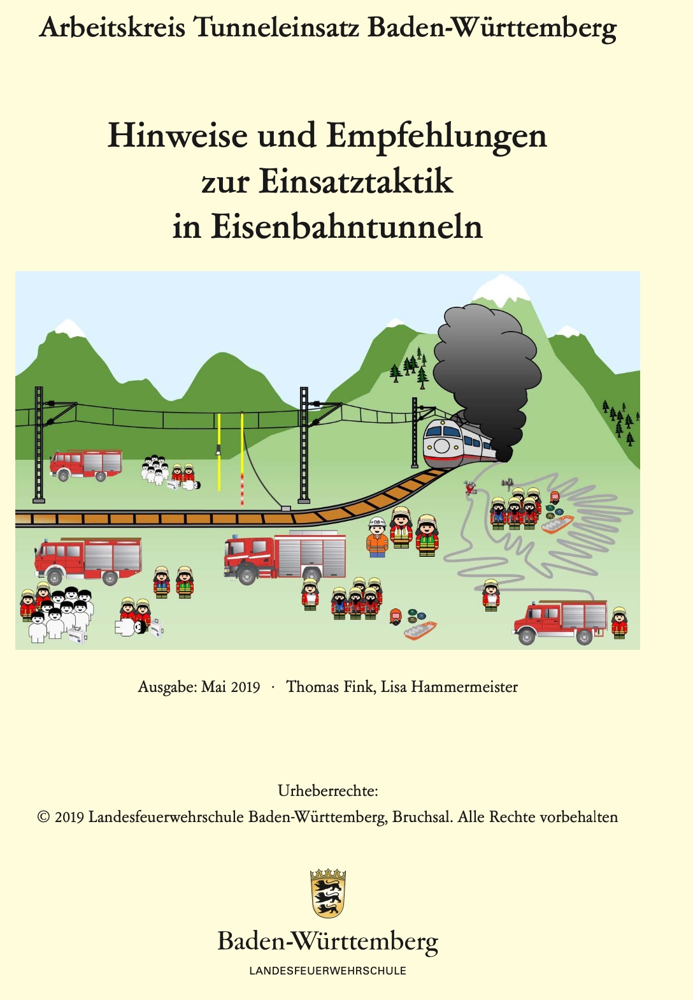 Arbeitskreis Tunneleinsatz Baden-Württemberg
Hinweise und Empfehlungen
zur Einsatztaktik
in Eisenbahntunneln
DB
Ausgabe: Mai 2019 · Thomas Fink, Lisa Hammermeister
Urheberrechte:
© 2019 Landesfeuerwehrschule Baden-Württemberg, Bruchsal. Alle Rechte vorbehalten
Baden-Württemberg
LANDESFEUERWEHRSCHULE